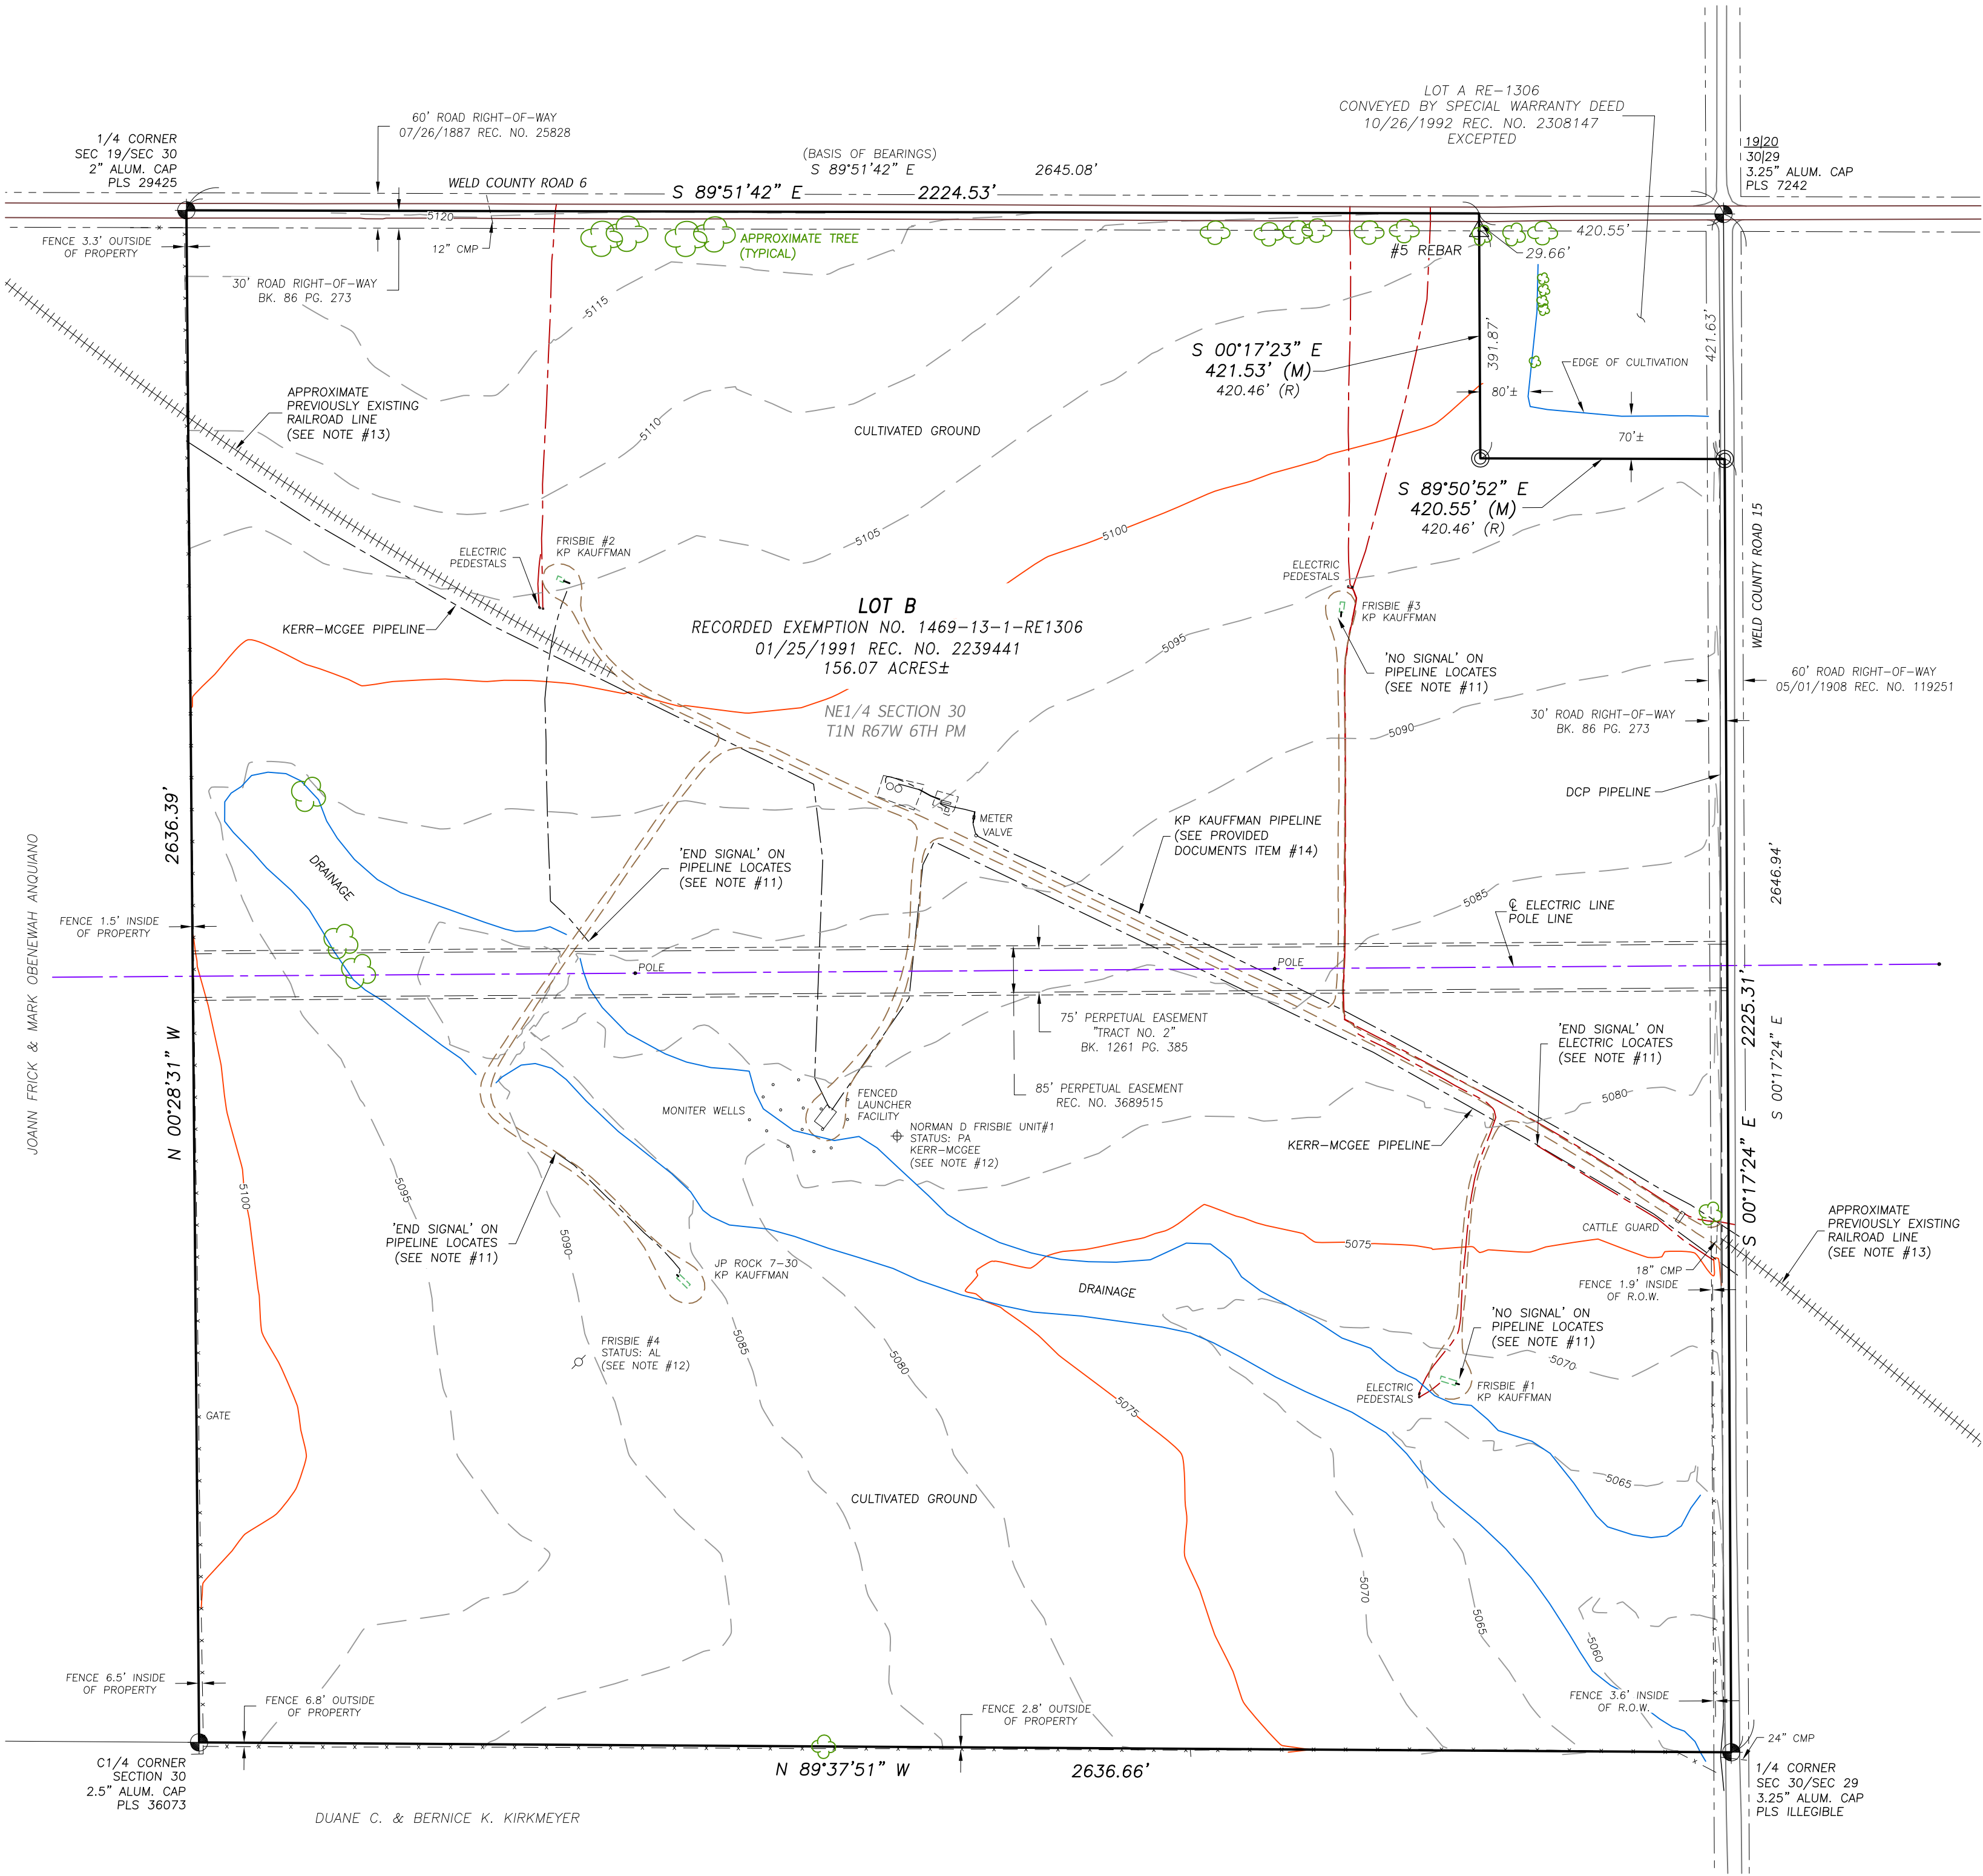 LOT A RE-1306
CONVEYED BY SPECIAL WARRANTY DEED
10/26/1992 REC. NO. 2308147
EXCEPTED
60' ROAD RIGHT-OF-WAY
07/26/1887 REC. NO. 25828
1/4 CORNER
SEC 19/SEC 30
2" ALUM. CAP
PLS 29425
(BASIS OF BEARINGS)
S 89°51'42" E 2645.08'
19|20
30|29
3.25" ALUM. CAP
PLS 7242
WELD COUNTY ROAD 6
S 89°51'42" E 2224.53'
5120
FENCE 3.3' OUTSIDE
OF PROPERTY
12" CMP
APPROXIMATE TREE
(TYPICAL)
#5 REBAR
420.55'
29.66'
30' ROAD RIGHT-OF-WAY
BK. 86 PG. 273
5115
421.63'
391.87'
S 00°17'23" E
421.53' (M)
420.46' (R)
EDGE OF CULTIVATION
80'±
70'±
APPROXIMATE
PREVIOUSLY EXISTING
RAILROAD LINE
(SEE NOTE #13)
5110
CULTIVATED GROUND
S 89°50'52" E
420.55' (M)
420.46' (R)
5105
5100
WELD COUNTY ROAD 15
ELECTRIC
PEDESTALS
FRISBIE #2
KP KAUFFMAN
ELECTRIC
PEDESTALS
FRISBIE #3
KP KAUFFMAN
KERR-MCGEE PIPELINE
LOT B
RECORDED EXEMPTION NO. 1469-13-1-RE1306
01/25/1991 REC. NO. 2239441
156.07 ACRES±
5095
'NO SIGNAL' ON
PIPELINE LOCATES
(SEE NOTE #11)
60' ROAD RIGHT-OF-WAY
05/01/1908 REC. NO. 119251
NE1/4 SECTION 30
T1N R67W 6TH PM
30' ROAD RIGHT-OF-WAY
BK. 86 PG. 273
5090
DCP PIPELINE
2636.39'
METER
VALVE
KP KAUFFMAN PIPELINE
(SEE PROVIDED
DOCUMENTS ITEM #14)
DRAINAGE
'END SIGNAL' ON
PIPELINE LOCATES
(SEE NOTE #11)
2646.94'
5085
JOANN FRICK & MARK OBENEWAH ANQUIANO
FENCE 1.5' INSIDE
OF PROPERTY
℄ ELECTRIC LINE
POLE LINE
POLE
POLE
2225.31'
75' PERPETUAL EASEMENT
"TRACT NO. 2"
BK. 1261 PG. 385
N 00°28'31" W
'END SIGNAL' ON
ELECTRIC LOCATES
(SEE NOTE #11)
S 00°17'24" E
85' PERPETUAL EASEMENT
REC. NO. 3689515
5080
MONITER WELLS
FENCED
LAUNCHER
FACILITY
NORMAN D FRISBIE UNIT#1
STATUS: PA
KERR-MCGEE
(SEE NOTE #12)
KERR-MCGEE PIPELINE
S 00°17'24" E
5100
5095
'END SIGNAL' ON
PIPELINE LOCATES
(SEE NOTE #11)
5090
JP ROCK 7-30
KP KAUFFMAN
5075
CATTLE GUARD
APPROXIMATE
PREVIOUSLY EXISTING
RAILROAD LINE
(SEE NOTE #13)
18" CMP
FENCE 1.9' INSIDE
OF R.O.W.
DRAINAGE
'NO SIGNAL' ON
PIPELINE LOCATES
(SEE NOTE #11)
FRISBIE #4
STATUS: AL
(SEE NOTE #12)
5085
5080
5070
ELECTRIC
PEDESTALS
FRISBIE #1
KP KAUFFMAN
5075
GATE
5065
CULTIVATED GROUND
5070
5065
5060
FENCE 6.5' INSIDE
OF PROPERTY
FENCE 6.8' OUTSIDE
OF PROPERTY
FENCE 2.8' OUTSIDE
OF PROPERTY
FENCE 3.6' INSIDE
OF R.O.W.
24" CMP
C1/4 CORNER
SECTION 30
2.5" ALUM. CAP
PLS 36073
N 89°37'51" W 2636.66'
1/4 CORNER
SEC 30/SEC 29
3.25" ALUM. CAP
PLS ILLEGIBLE
DUANE C. & BERNICE K. KIRKMEYER